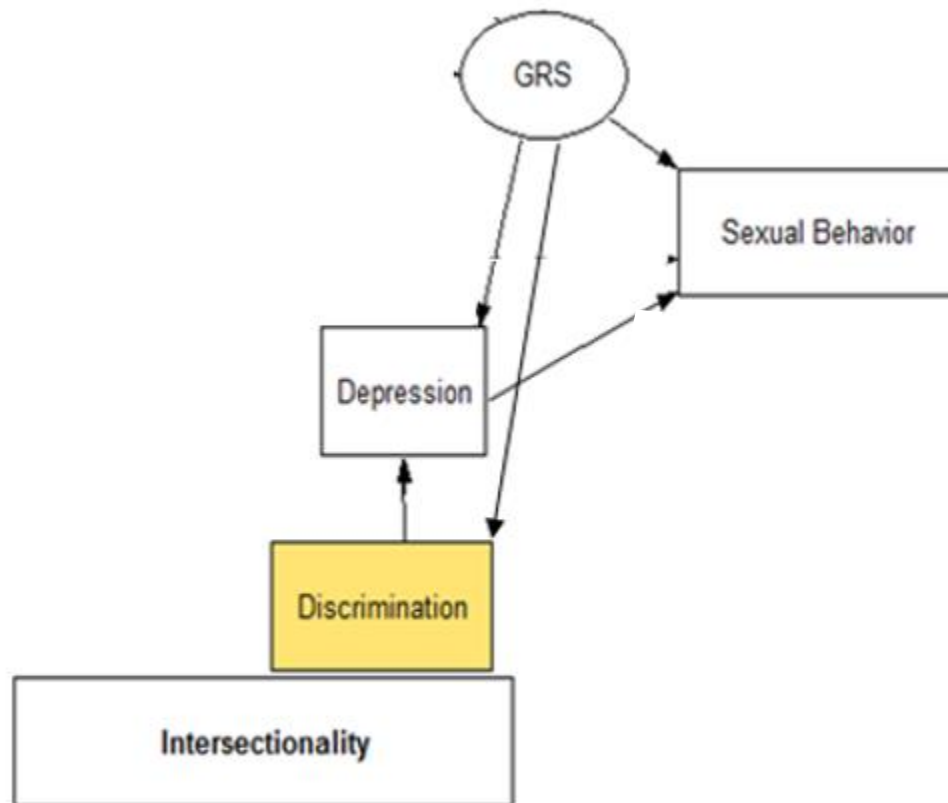 GRS
Sexual Behavior
Depression
Discrimination
Intersectionality